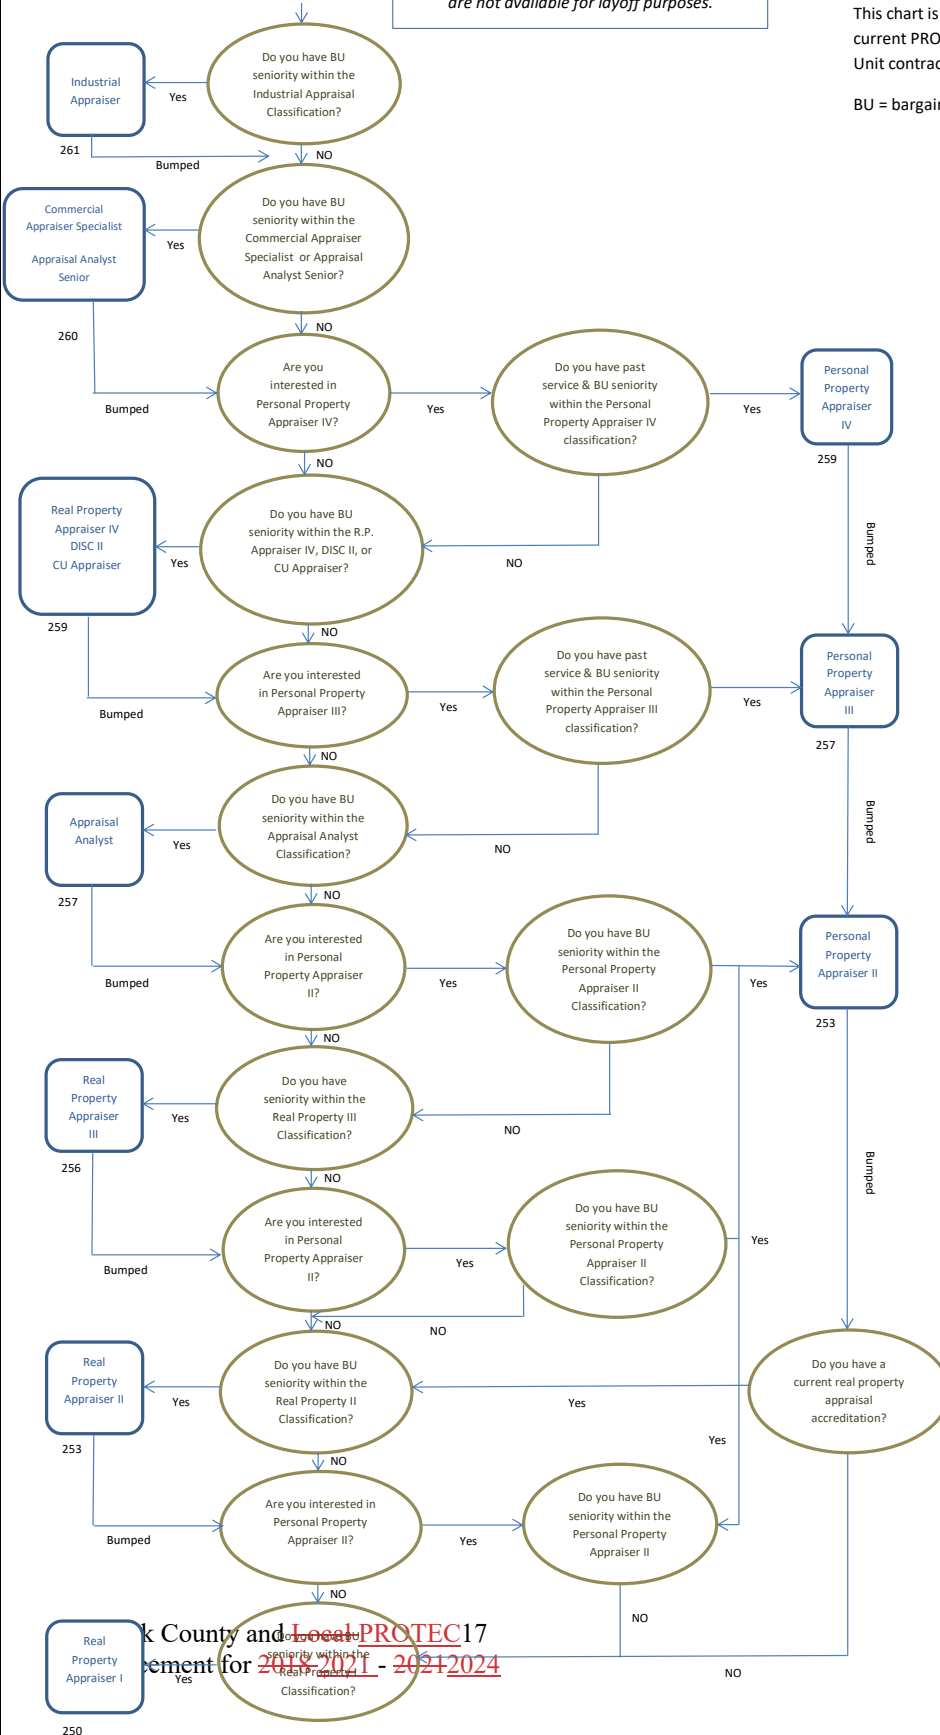 are not available for layoff purposes.
This chart is
current PRO
Unit contrac
BU = bargain
Do you have BU
seniority within the
Industrial Appraisal
Classification?
Industrial
Appraiser
Yes
261
Bumped
NO
Commercial
Appraiser Specialist
Appraisal Analyst
Senior
Yes
Do you have BU
seniority within the
Commercial Appraiser
Specialist or Appraisal
Analyst Senior?
260
NO
Bumped
Are you
interested in
Personal Property
Appraiser IV?
Yes
Do you have past
service & BU seniority
within the Personal
Property Appraiser IV
classification?
Yes
Personal
Property
Appraiser
IV
259
NO
Bumped
Real Property
Appraiser IV
DISC II
CU Appraiser
Yes
Do you have BU
seniority within the R.P.
Appraiser IV, DISC II, or
CU Appraiser?
NO
259
NO
Bumped
Are you interested
in Personal Property
Appraiser III?
Yes
Do you have past
service & BU seniority
within the Personal
Property Appraiser III
classification?
Yes
Personal
Property
Appraiser
III
257
NO
Bumped
Appraisal
Analyst
Yes
Do you have BU
seniority within the
Appraisal Analyst
Classification?
NO
257
NO
Bumped
Are you interested
in Personal
Property Appraiser
II?
Yes
Do you have BU
seniority within the
Personal Property
Appraiser II
Classification?
Yes
Personal
Property
Appraiser II
253
NO
Real
Property
Appraiser
III
Yes
Do you have
seniority within the
Real Property III
Classification?
NO
Bumped
256
NO
Bumped
Are you interested
in Personal
Property Appraiser
II?
Yes
Do you have BU
seniority within the
Personal Property
Appraiser II
Classification?
Yes
NO
NO
Real
Property
Appraiser II
Yes
Do you have BU
seniority within the
Real Property II
Classification?
Yes
Do you have a
current real property
appraisal
accreditation?
253
NO
Yes
Bumped
Are you interested in
Personal Property
Appraiser II?
Yes
Do you have BU
seniority within the
Personal Property
Appraiser II
NO
NO
k County and Local PROTEC17
cement for 2018 2021 - 2021 2024
Real
Property
Appraiser I
Yes
Do you have BU
seniority within the
Real Property I
Classification?
NO
250